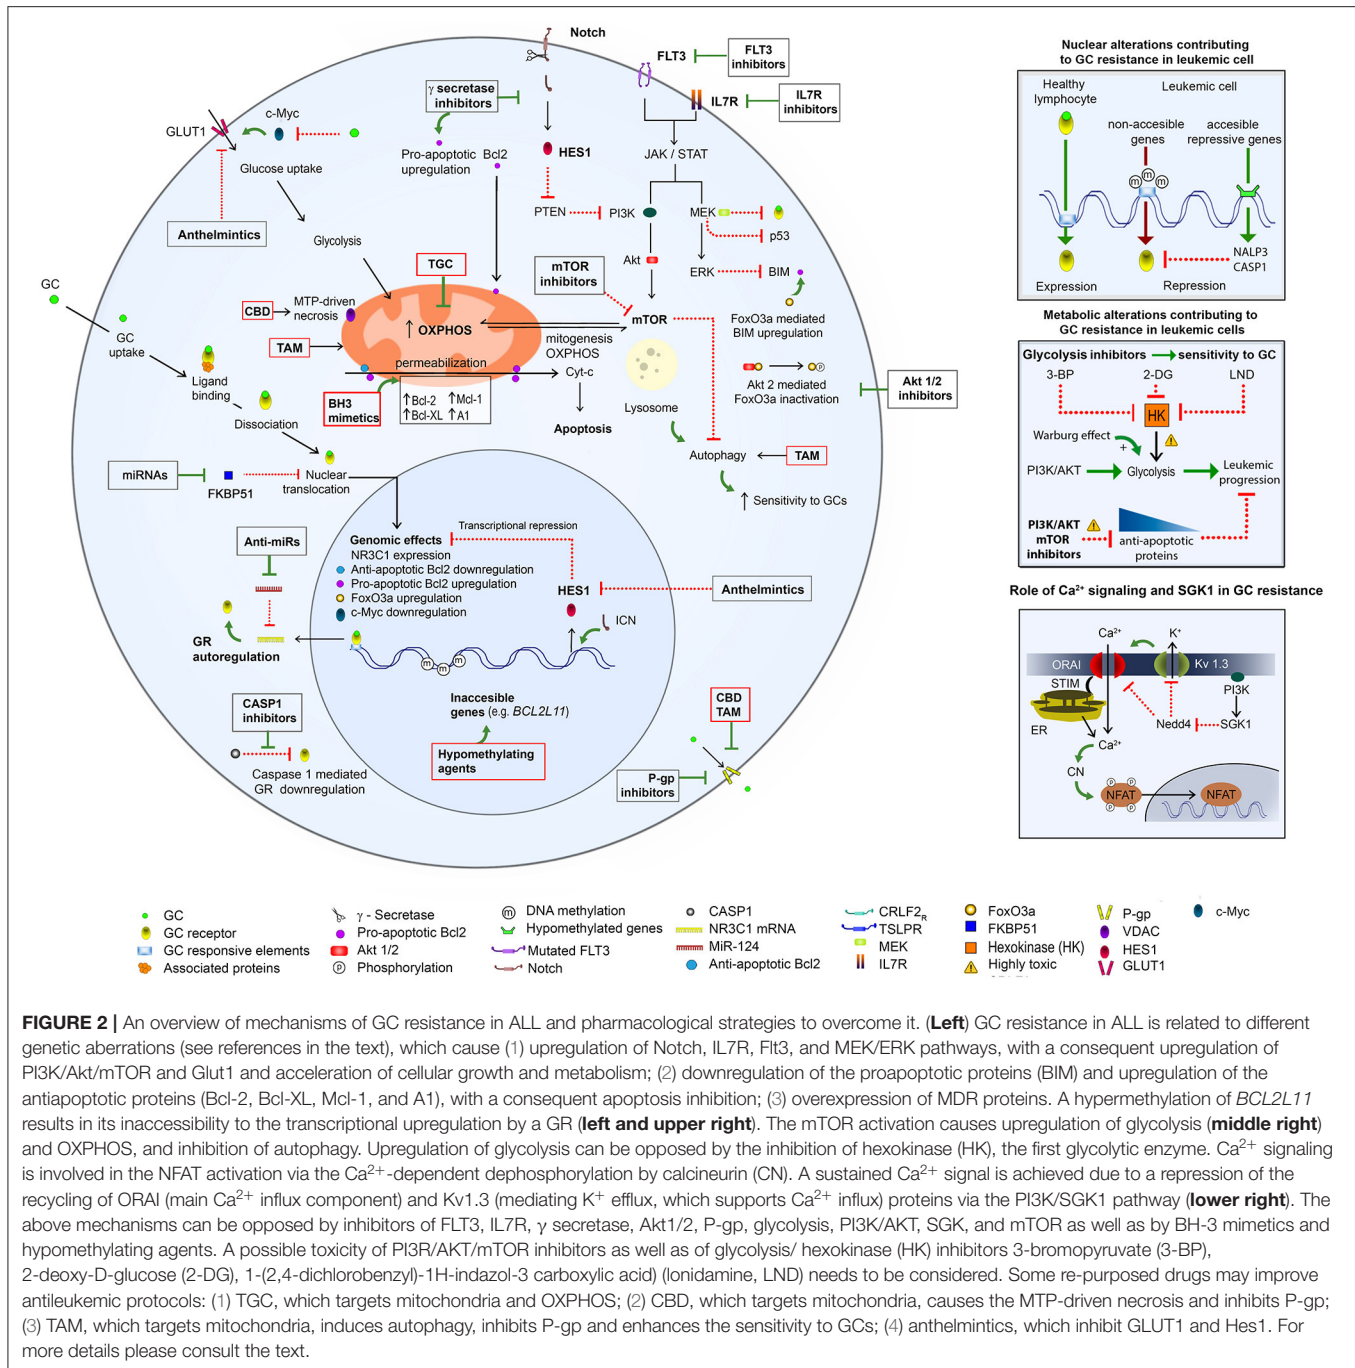 Notch
FLT3
FLT3
inhibitors
IL7R
IL7R
inhibitors
γ secretase
inhibitors
c-Myc
GC
GLUT1
Glucose uptake
Pro-apoptotic Bcl2
upregulation
HES1
JAK / STAT
PTEN
PI3K
MEK
p53
Anthelmintics
Glycolysis
Akt
ERK
BIM
TGC
mTOR
inhibitors
GC
CBD
MTP-driven
necrosis
OXPHOS
mTOR
FoxO3a mediated
BIM upregulation
GC
uptake
TAM
mitogenesis
OXPHOS
permeabilization
Cyt-c
P
Akt 2 mediated
FoxO3a inactivation
Akt 1/2
inhibitors
Ligand
binding
BH3
mimetics
Bcl-2 Mcl-1
Bcl-XL A1
Lysosome
Dissociation
Apoptosis
Autophagy
TAM
miRNAs
FKBP51
Nuclear
translocation
Sensitivity to GCs
Transcriptional repression
Anti-miRs
Genomic effects
NR3C1 expression
Anti-apoptotic Bcl2 downregulation
Pro-apoptotic Bcl2 upregulation
FoxO3a upregulation
c-Myc downregulation
HES1
Anthelmintics
ICN
GR
autoregulation
m m m
Inaccesible
genes (e.g. BCL2L11)
CASP1
inhibitors
CBD
TAM
Hypomethylating
agents
Caspase 1 mediated
GR downregulation
P-gp
inhibitors
Nuclear alterations contributing
to GC resistance in leukemic cell
Healthy
lymphocyte
Leukemic cell
non-accesible
genes
accesible
repressive genes
m m m
NALP3
CASP1
Expression
Repression
Metabolic alterations contributing to
GC resistance in leukemic cells
Glycolysis inhibitors sensitivity to GC
3-BP 2-DG LND
HK
Warburg effect
+
PI3K/AKT
Glycolysis
Leukemic
progression
PI3K/AKT
mTOR
inhibitors
anti-apoptotic
proteins
Role of Ca²⁺ signaling and SGK1 in GC resistance
Ca²⁺ K⁺
ORAI
Kv 1.3
STIM
PI3K
ER
Nedd4
SGK1
Ca²⁺
CN
P P
NFAT
P P
NFAT
GC
GC receptor
GC responsive elements
Associated proteins
γ - Secretase
Pro-apoptotic Bcl2
Akt 1/2
P Phosphorylation
m DNA methylation
Hypomethylated genes
Mutated FLT3
Notch
CASP1
NR3C1 mRNA
MiR-124
Anti-apoptotic Bcl2
CRLF2R
TSLPR
MEK
IL7R
FoxO3a
FKBP51
Hexokinase (HK)
Highly toxic
P-gp
VDAC
HES1
GLUT1
c-Myc
FIGURE 2 | An overview of mechanisms of GC resistance in ALL and pharmacological strategies to overcome it. (Left) GC resistance in ALL is related to different
genetic aberrations (see references in the text), which cause (1) upregulation of Notch, IL7R, Flt3, and MEK/ERK pathways, with a consequent upregulation of
PI3K/Akt/mTOR and Glut1 and acceleration of cellular growth and metabolism; (2) downregulation of the proapoptotic proteins (BIM) and upregulation of the
antiapoptotic proteins (Bcl-2, Bcl-XL, Mcl-1, and A1), with a consequent apoptosis inhibition; (3) overexpression of MDR proteins. A hypermethylation of BCL2L11
results in its inaccessibility to the transcriptional upregulation by a GR (left and upper right). The mTOR activation causes upregulation of glycolysis (middle right)
and OXPHOS, and inhibition of autophagy. Upregulation of glycolysis can be opposed by the inhibition of hexokinase (HK), the first glycolytic enzyme. Ca²⁺ signaling
is involved in the NFAT activation via the Ca²⁺-dependent dephosphorylation by calcineurin (CN). A sustained Ca²⁺ signal is achieved due to a repression of the
recycling of ORAI (main Ca²⁺ influx component) and Kv1.3 (mediating K⁺ efflux, which supports Ca²⁺ influx) proteins via the PI3K/SGK1 pathway (lower right). The
above mechanisms can be opposed by inhibitors of FLT3, IL7R, γ secretase, Akt1/2, P-gp, glycolysis, PI3K/AKT, SGK, and mTOR as well as by BH-3 mimetics and
hypomethylating agents. A possible toxicity of PI3R/AKT/mTOR inhibitors as well as of glycolysis/ hexokinase (HK) inhibitors 3-bromopyruvate (3-BP),
2-deoxy-D-glucose (2-DG), 1-(2,4-dichlorobenzyl)-1H-indazol-3 carboxylic acid) (lonidamine, LND) needs to be considered. Some re-purposed drugs may improve
antileukemic protocols: (1) TGC, which targets mitochondria and OXPHOS; (2) CBD, which targets mitochondria, causes the MTP-driven necrosis and inhibits P-gp;
(3) TAM, which targets mitochondria, induces autophagy, inhibits P-gp and enhances the sensitivity to GCs; (4) anthelmintics, which inhibit GLUT1 and Hes1. For
more details please consult the text.